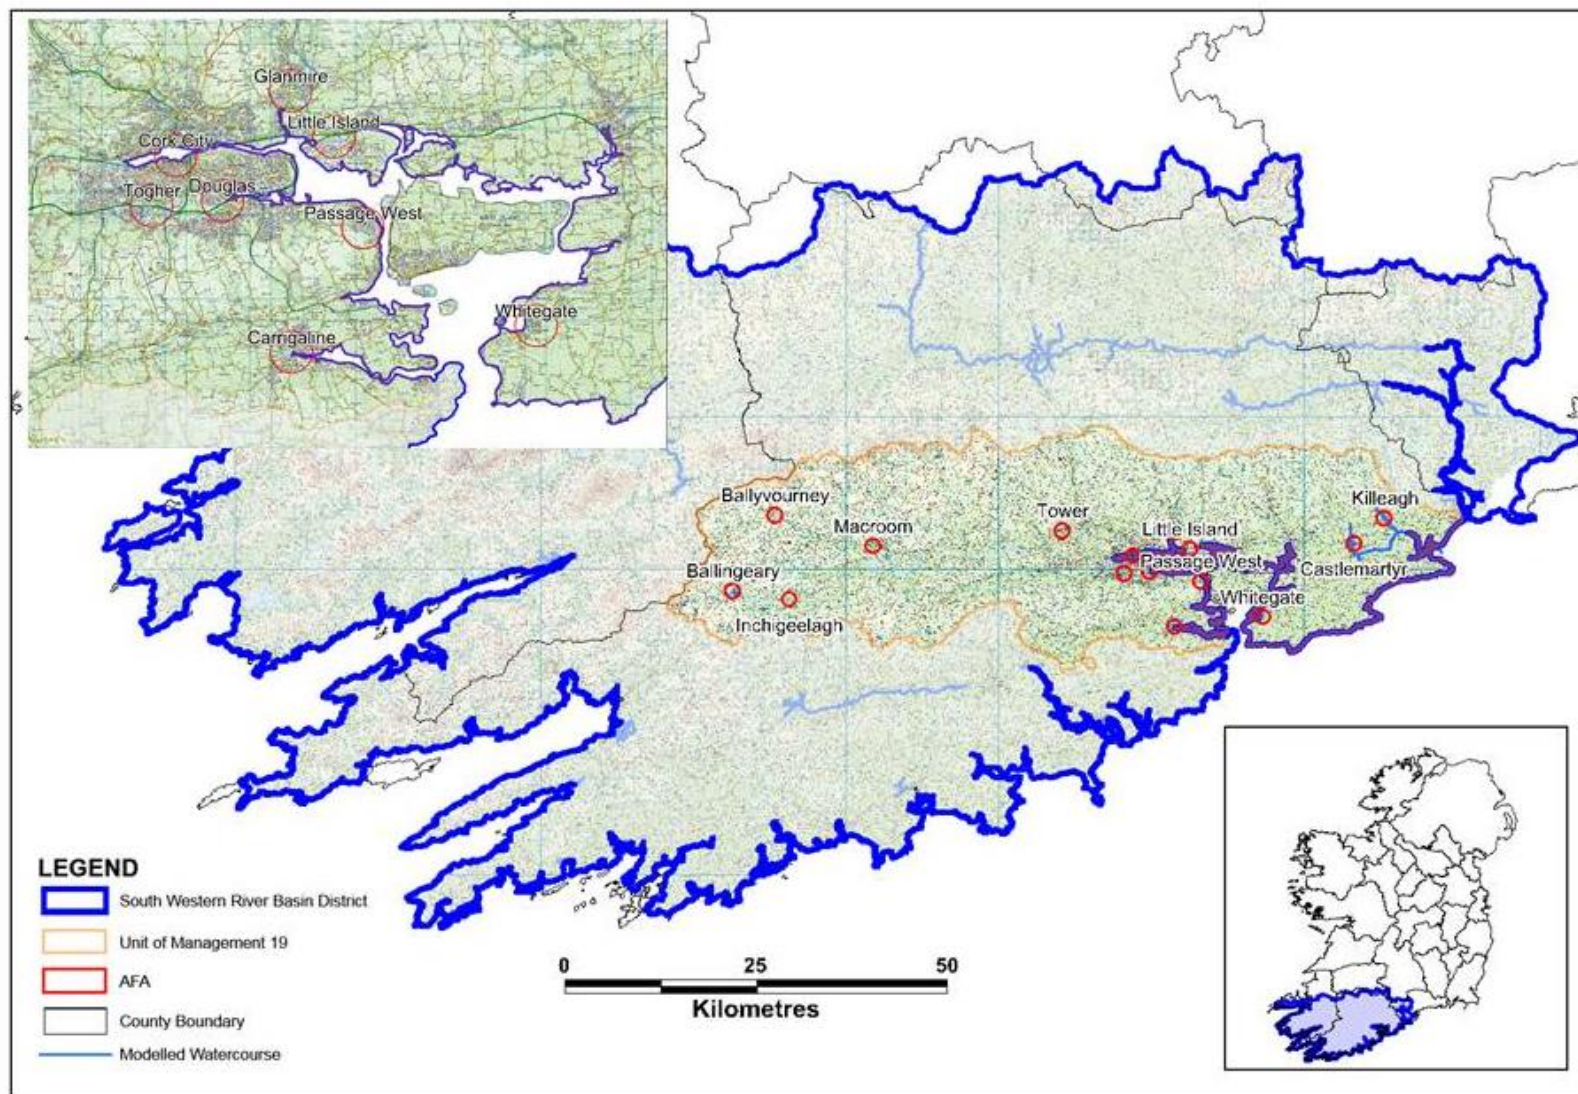 Glanmire
Little Island
Cork City
Togher
Douglas
Passage West
Whitegate
Carrigaline
Ballyvourney
Macroom
Tower
Killeagh
Little Island
Passage West
Castlemartyr
Ballingeary
Whitegate
Inchigeelagh
LEGEND
South Western River Basin District
Unit of Management 19
AFA
County Boundary
Modelled Watercourse
0 25 50
Kilometres